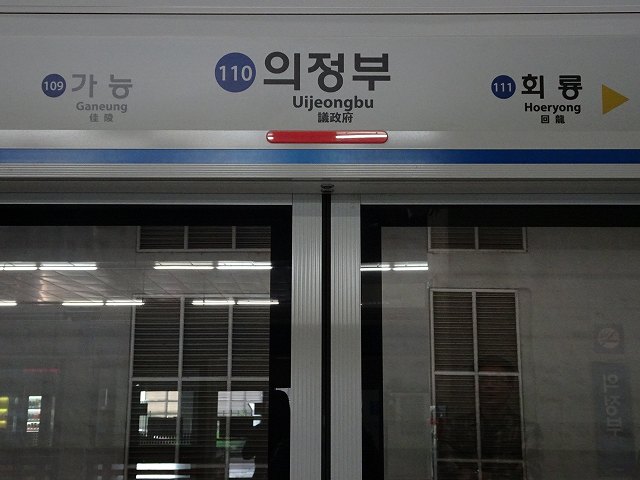 109 가능
Ganeung
佳陵
110 의정부
Uijeongbu
議政府
111 회룡
Hoeryong
回龍